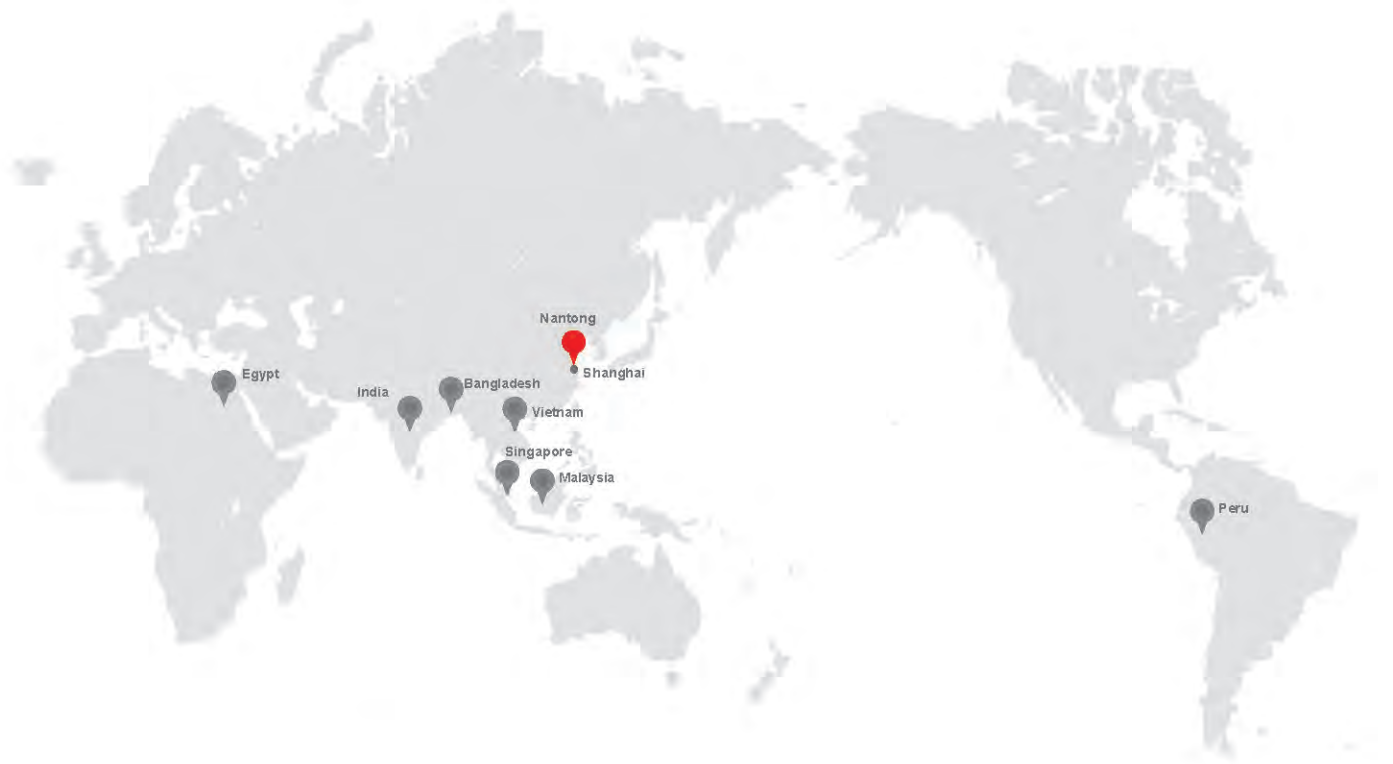 Nantong
Shanghai
Egypt
Bangladesh
India
Vietnam
Singapore
Malaysia
Peru